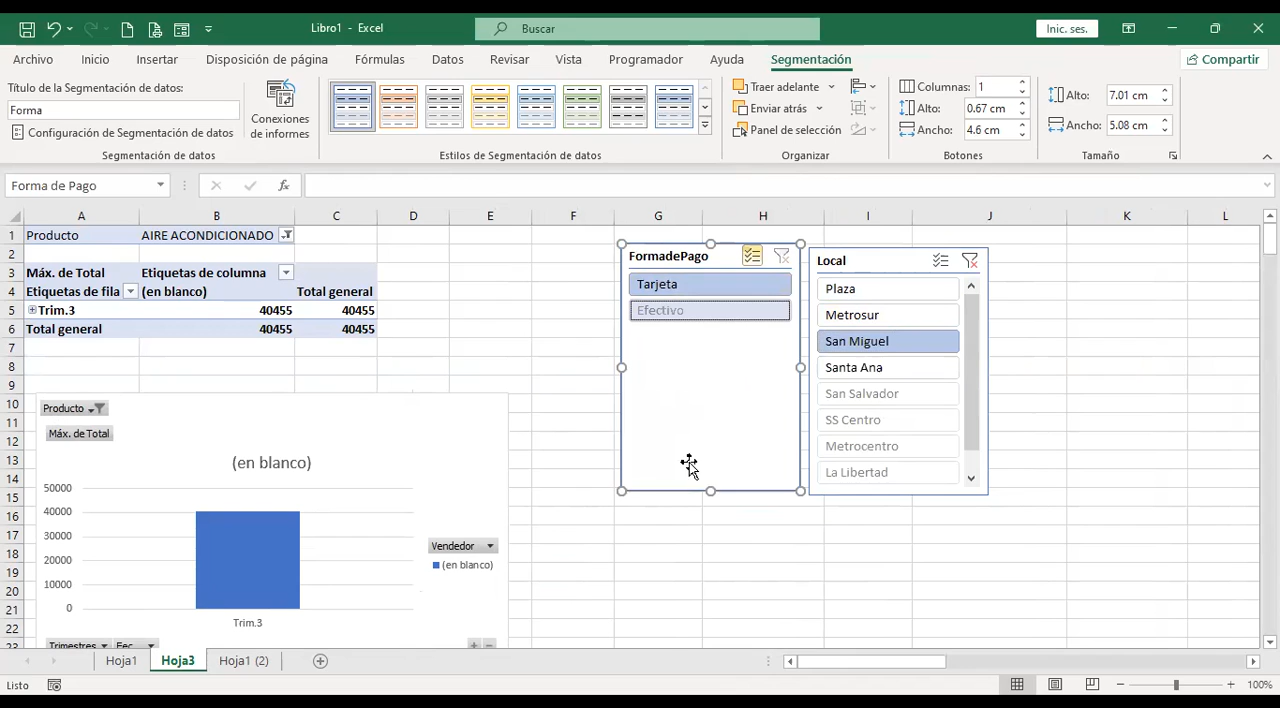 Libro1 - Excel
Buscar
Inic. ses.
Archivo Inicio Insertar Disposición de página Fórmulas Datos Revisar Vista Programador Ayuda Segmentación
Compartir
Título de la Segmentación de datos:
Forma
Configuración de Segmentación de datos
Segmentación de datos
Conexiones
de informes
Estilos de Segmentación de datos
Traer adelante
Enviar atrás
Panel de selección
Organizar
Columnas: 1
Alto: 0.67 cm
Ancho: 4.6 cm
Botones
Alto: 7.01 cm
Ancho: 5.08 cm
Tamaño
Forma de Pago
fx
A B C D E F G H I J K L
1 Producto AIRE ACONDICIONADO
2
3 Máx. de Total Etiquetas de columna
4 Etiquetas de fila (en blanco) Total general
5 Trim.3 40455 40455
6 Total general 40455 40455
7
8
9
10
11
12
13
14
15
16
17
18
19
20
21
22
23
FormadePago
Tarjeta
Efectivo
Local
Plaza
Metrosur
San Miguel
Santa Ana
San Salvador
SS Centro
Metrocentro
La Libertad
Producto
Máx. de Total
(en blanco)
50000
40000
30000
20000
10000
0
Trim.3
Vendedor
(en blanco)
Trimestres Fec...
Hoja1 Hoja3 Hoja1 (2)
Listo
100%